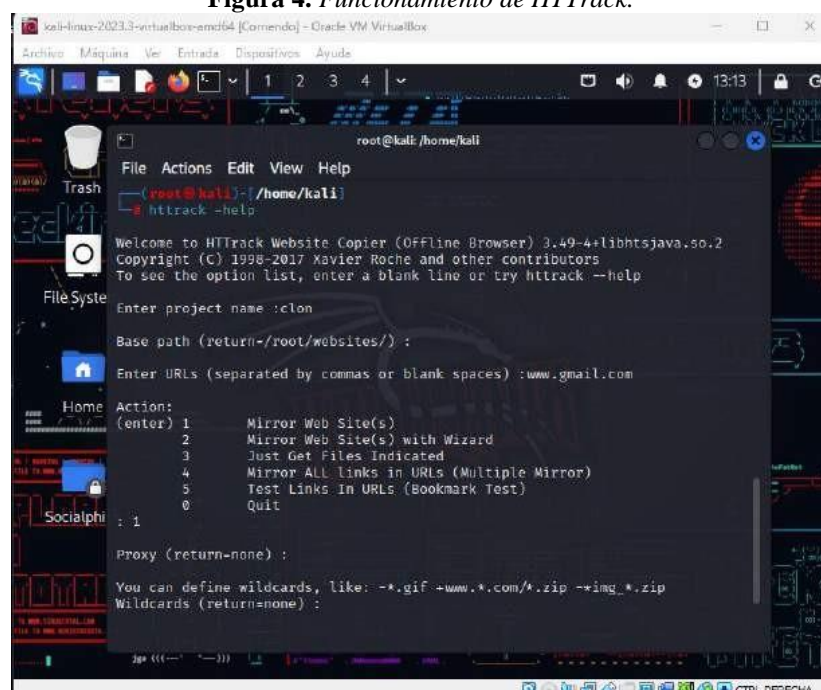 Figura 4. Funcionamiento de HTTrack.
kali-linux-2023.3-virtualbox-amd64 [Corriendo] - Oracle VM VirtualBox
Archivo Máquina Ver Entrada Dispositivos Ayuda
1 2 3 4 13:13
root@kali: /home/kali
File Actions Edit View Help
(root@kali)-[/home/kali]
# httrack -help
Welcome to HTTrack Website Copier (Offline Browser) 3.49-4+libhtsjava.so.2
Copyright (C) 1998-2017 Xavier Roche and other contributors
To see the option list, enter a blank line or try httrack --help
Enter project name :clon
Base path (return=/root/websites/) :
Enter URLs (separated by commas or blank spaces) :www.gmail.com
Action:
(enter) 1 Mirror Web Site(s)
2 Mirror Web Site(s) with Wizard
3 Just Get Files Indicated
4 Mirror ALL links in URLs (Multiple Mirror)
5 Test Links In URLs (Bookmark Test)
0 Quit
: 1
Proxy (return=none) :
You can define wildcards, like: -*.gif +www.*.com/*.zip -*img_*.zip
Wildcards (return=none) :
Trash
File Syste
Home
Socialphi
CTRL DERECHA